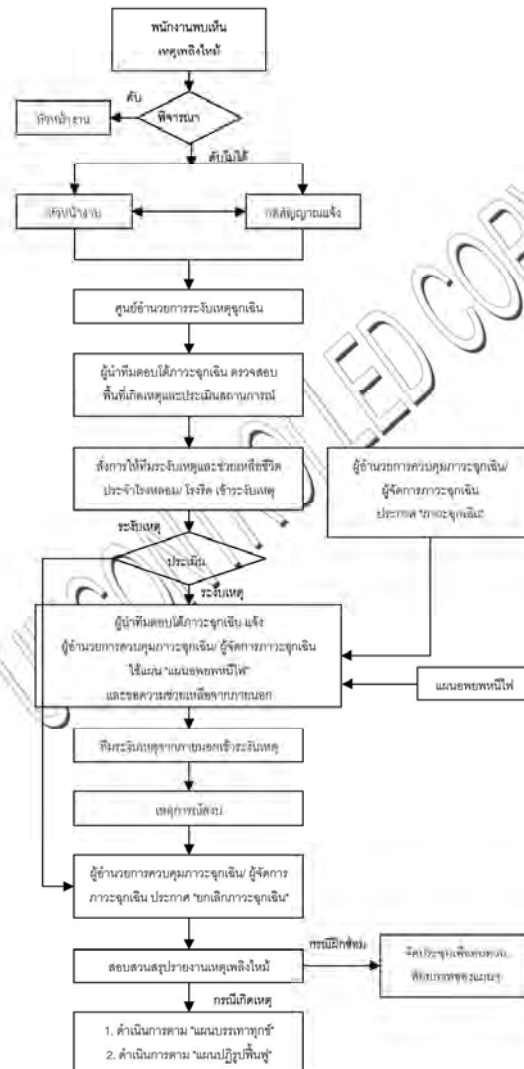 พนักงานพบเห็น
เหตุเพลิงไหม้
ดับ
พิจารณา
หัวหน้างาน
ดับไม่ได้
หัวหน้างาน
กดสัญญาณแจ้ง
ศูนย์อำนวยการระงับเหตุฉุกเฉิน
ผู้นำทีมตอบโต้ภาวะฉุกเฉิน ตรวจสอบ
พื้นที่เกิดเหตุและประเมินสถานการณ์
สั่งการให้ทีมระงับเหตุและช่วยเหลือชีวิต
ประจำโรงหลอม/ โรงรีด เข้าระงับเหตุ
ผู้อำนวยการควบคุมภาวะฉุกเฉิน/
ผู้จัดการภาวะฉุกเฉิน
ประกาศ "ภาวะฉุกเฉิน"
ระงับเหตุ
ประเมิน
ระงับเหตุ
ผู้นำทีมตอบโต้ภาวะฉุกเฉิน แจ้ง
ผู้อำนวยการควบคุมภาวะฉุกเฉิน/ ผู้จัดการภาวะฉุกเฉิน
ใช้แผน "แผนอพยพหนีไฟ"
และขอความช่วยเหลือจากภายนอก
แผนอพยพหนีไฟ
ทีมระงับเหตุจากภายนอกเข้าระงับเหตุ
เหตุการณ์สงบ
ผู้อำนวยการควบคุมภาวะฉุกเฉิน/ ผู้จัดการ
ภาวะฉุกเฉิน ประกาศ "ยกเลิกภาวะฉุกเฉิน"
กรณีฝึกซ้อม
สอบสวนสรุปรายงานเหตุเพลิงไหม้
กรณีเกิดเหตุ
1. ดำเนินการตาม "แผนบรรเทาทุกข์"
2. ดำเนินการตาม "แผนปฏิรูปฟื้นฟู"